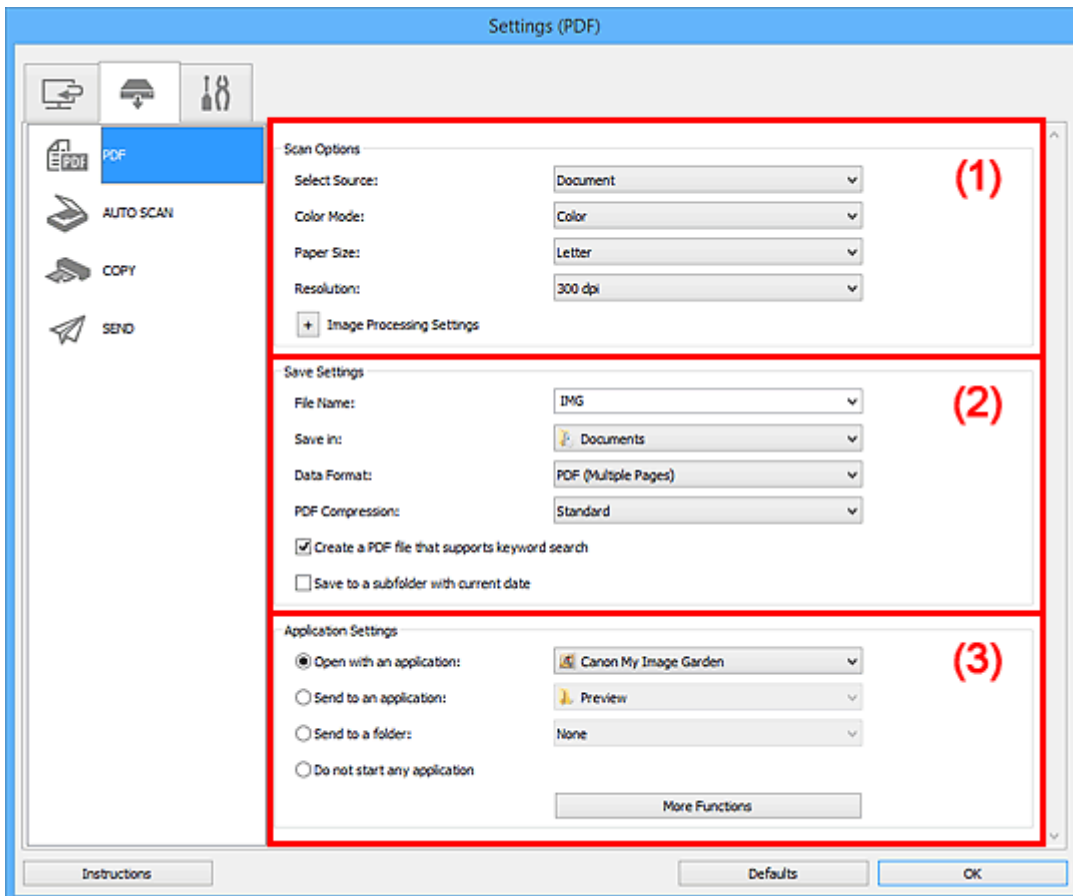 Settings (PDF)
PDF
PDF
AUTO SCAN
COPY
SEND
Scan Options
(1)
Select Source: Document
Color Mode: Color
Paper Size: Letter
Resolution: 300 dpi
+ Image Processing Settings
Save Settings
(2)
File Name: IMG
Save in: Documents
Data Format: PDF (Multiple Pages)
PDF Compression: Standard
Create a PDF file that supports keyword search
Save to a subfolder with current date
Application Settings
(3)
Open with an application: Canon My Image Garden
Send to an application: Preview
Send to a folder: None
Do not start any application
More Functions
Instructions Defaults OK